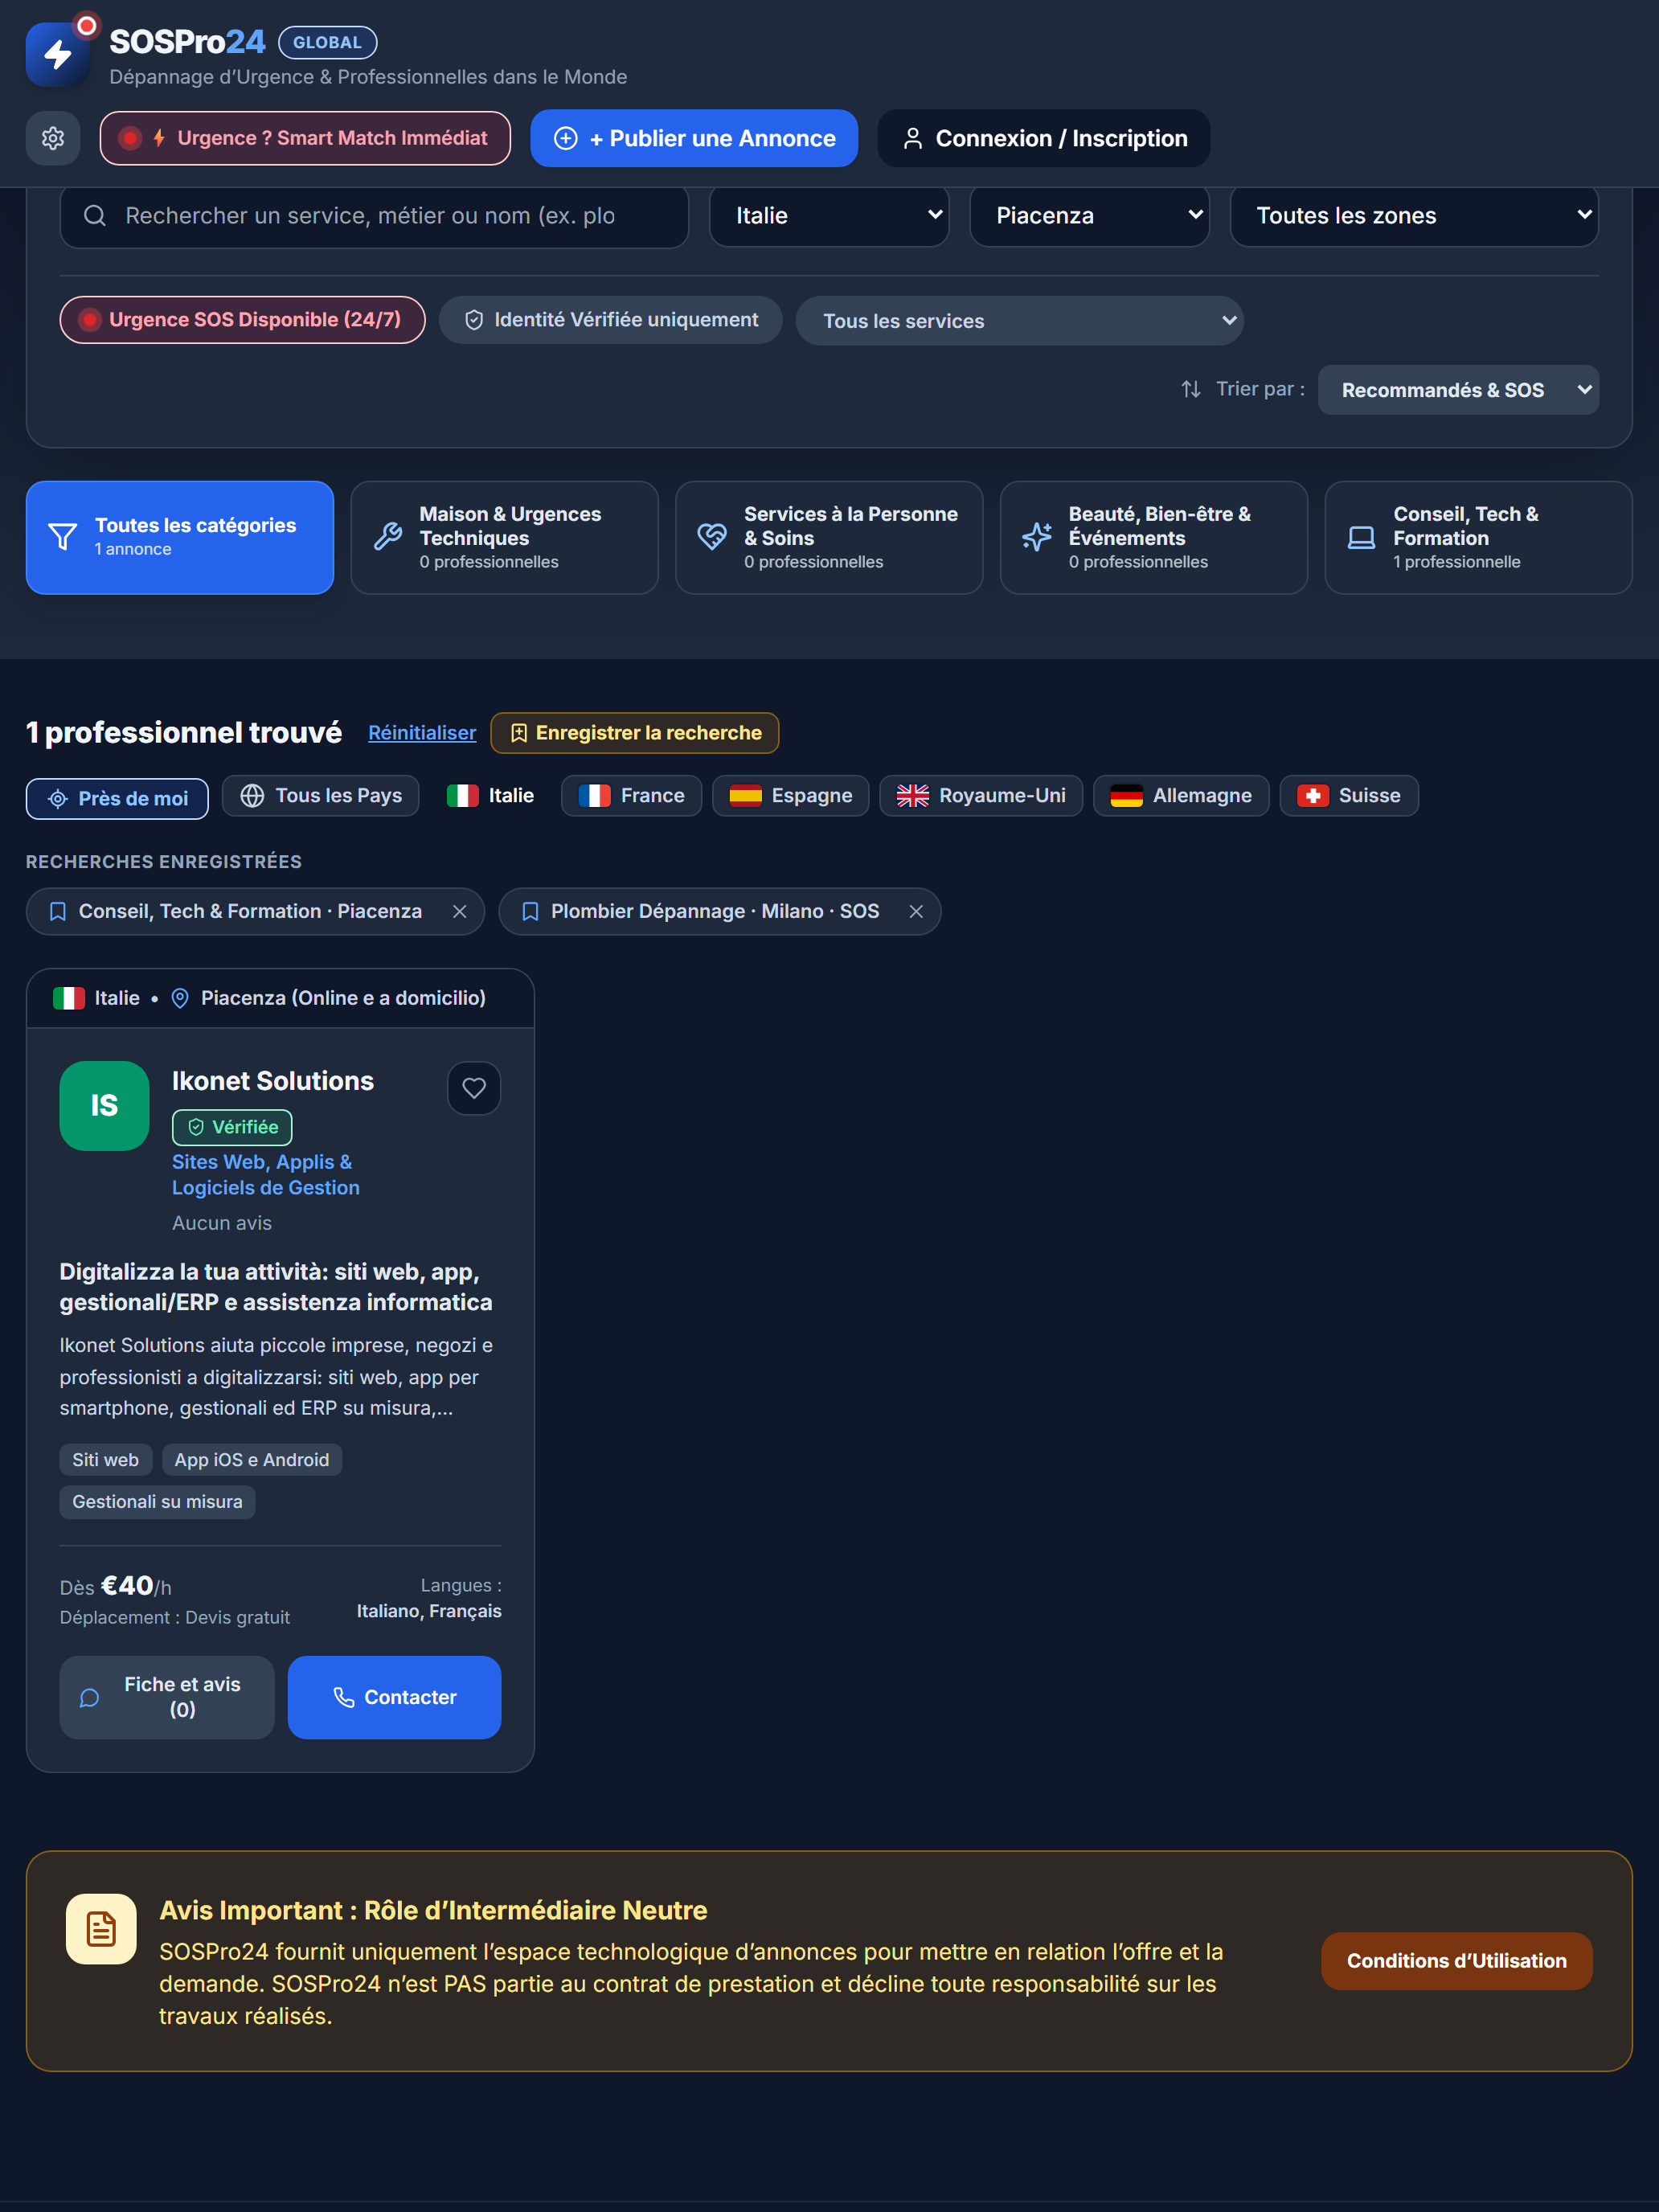 SOSPro24 GLOBAL
Dépannage d’Urgence & Professionnelles dans le Monde
Urgence ? Smart Match Immédiat
+ Publier une Annonce
Connexion / Inscription
Rechercher un service, métier ou nom (ex. plo
Italie
Piacenza
Toutes les zones
Urgence SOS Disponible (24/7)
Identité Vérifiée uniquement
Tous les services
Trier par :
Recommandés & SOS
Toutes les catégories
1 annonce
Maison & Urgences
Techniques
0 professionnelles
Services à la Personne
& Soins
0 professionnelles
Beauté, Bien-être &
Événements
0 professionnelles
Conseil, Tech &
Formation
1 professionnelle
1 professionnel trouvé
Réinitialiser
Enregistrer la recherche
Près de moi
Tous les Pays
Italie
France
Espagne
Royaume-Uni
Allemagne
Suisse
RECHERCHES ENREGISTRÉES
Conseil, Tech & Formation · Piacenza
Plombier Dépannage · Milano · SOS
Italie • Piacenza (Online e a domicilio)
IS
Ikonet Solutions
Vérifiée
Sites Web, Applis &
Logiciels de Gestion
Aucun avis
Digitalizza la tua attività: siti web, app,
gestionali/ERP e assistenza informatica
Ikonet Solutions aiuta piccole imprese, negozi e
professionisti a digitalizzarsi: siti web, app per
smartphone, gestionali ed ERP su misura,...
Siti web
App iOS e Android
Gestionali su misura
Dès €40/h
Déplacement : Devis gratuit
Langues :
Italiano, Français
Fiche et avis
(0)
Contacter
Avis Important : Rôle d’Intermédiaire Neutre
SOSPro24 fournit uniquement l’espace technologique d’annonces pour mettre en relation l’offre et la
demande. SOSPro24 n’est PAS partie au contrat de prestation et décline toute responsabilité sur les
travaux réalisés.
Conditions d’Utilisation